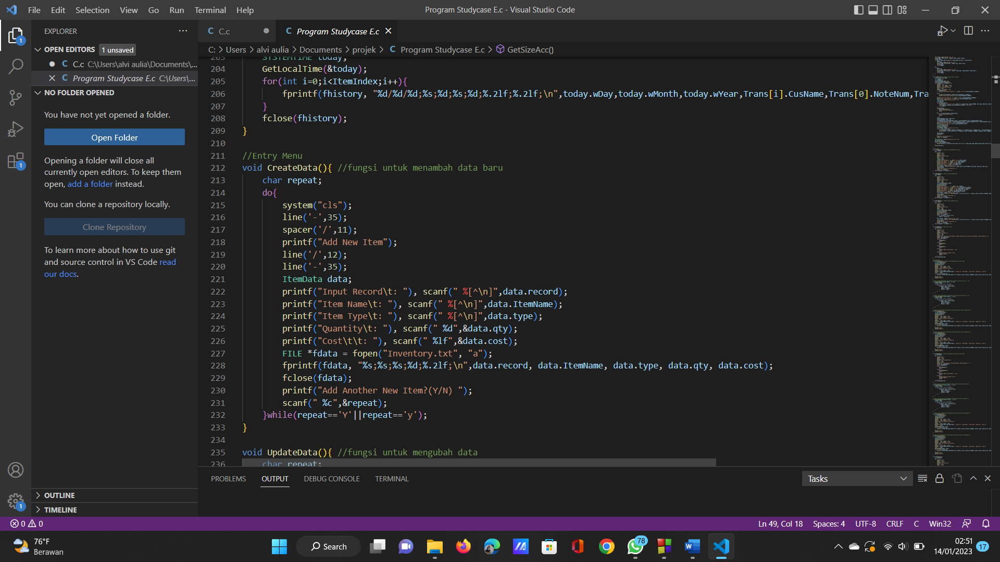 File Edit Selection View Go Run Terminal Help
Program Studycase E.c - Visual Studio Code
EXPLORER
OPEN EDITORS 1 unsaved
C C.c C:\Users\alvi aulia\Documents\...
C Program Studycase E.c C:\Users\...
NO FOLDER OPENED
You have not yet opened a folder.
Open Folder
Opening a folder will close all
currently open editors. To keep them
open, add a folder instead.
You can clone a repository locally.
Clone Repository
To learn more about how to use git
and source control in VS Code read
our docs.
OUTLINE
TIMELINE
C C.c
C Program Studycase E.c
C: > Users > alvi aulia > Documents > projek > C Program Studycase E.c > GetSizeAcc()
203 SYSTEMTIME today;
204 GetLocalTime(&today);
205 for(int i=0;i<ItemIndex;i++){
206 fprintf(fhistory, "%d/%d/%d;%s;%d;%s;%d;%.2lf;%.2lf;\n",today.wDay,today.wMonth,today.wYear,Trans[i].CusName,Trans[0].NoteNum,Tra
207 }
208 fclose(fhistory);
209 }
210
211 //Entry Menu
212 void CreateData(){ //fungsi untuk menambah data baru
213 char repeat;
214 do{
215 system("cls");
216 line('-',35);
217 spacer('/',11);
218 printf("Add New Item");
219 line('/',12);
220 line('-',35);
221 ItemData data;
222 printf("Input Record\t: "), scanf(" %[^\n]",data.record);
223 printf("Item Name\t: "), scanf(" %[^\n]",data.ItemName);
224 printf("Item Type\t: "), scanf(" %[^\n]",data.type);
225 printf("Quantity\t: "), scanf(" %d",&data.qty);
226 printf("Cost\t\t: "), scanf(" %lf",&data.cost);
227 FILE *fdata = fopen("Inventory.txt", "a");
228 fprintf(fdata, "%s;%s;%s;%d;%.2lf;\n",data.record, data.ItemName, data.type, data.qty, data.cost);
229 fclose(fdata);
230 printf("Add Another New Item?(Y/N) ");
231 scanf(" %c",&repeat);
232 }while(repeat=='Y'||repeat=='y');
233 }
234
235 void UpdateData(){ //fungsi untuk mengubah data
236 char repeat;
PROBLEMS OUTPUT DEBUG CONSOLE TERMINAL
Tasks
0 0
Ln 49, Col 18 Spaces: 4 UTF-8 CRLF C Win32
76°F
Berawan
Search
78
02:51
14/01/2023 17